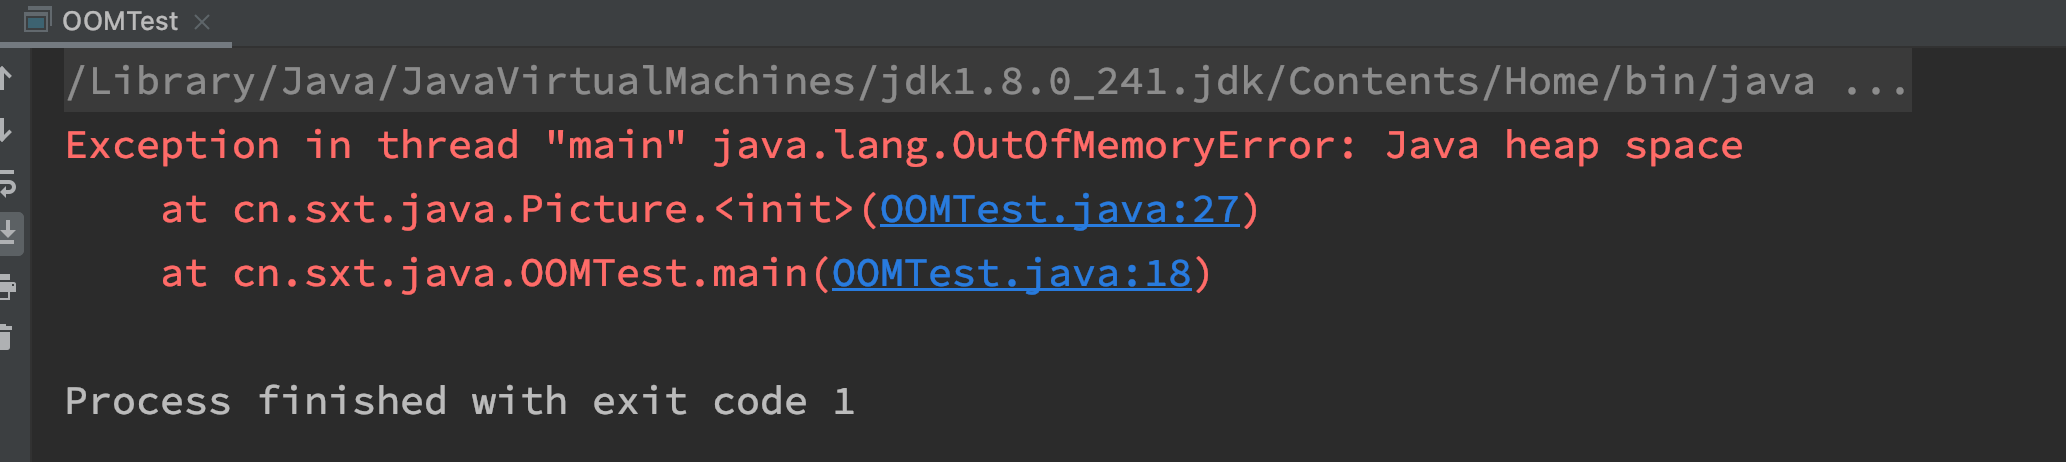 OOMTest
/Library/Java/JavaVirtualMachines/jdk1.8.0_241.jdk/Contents/Home/bin/java ...
Exception in thread "main" java.lang.OutOfMemoryError: Java heap space
    at cn.sxt.java.Picture.<init>(OOMTest.java:27)
    at cn.sxt.java.OOMTest.main(OOMTest.java:18)
Process finished with exit code 1